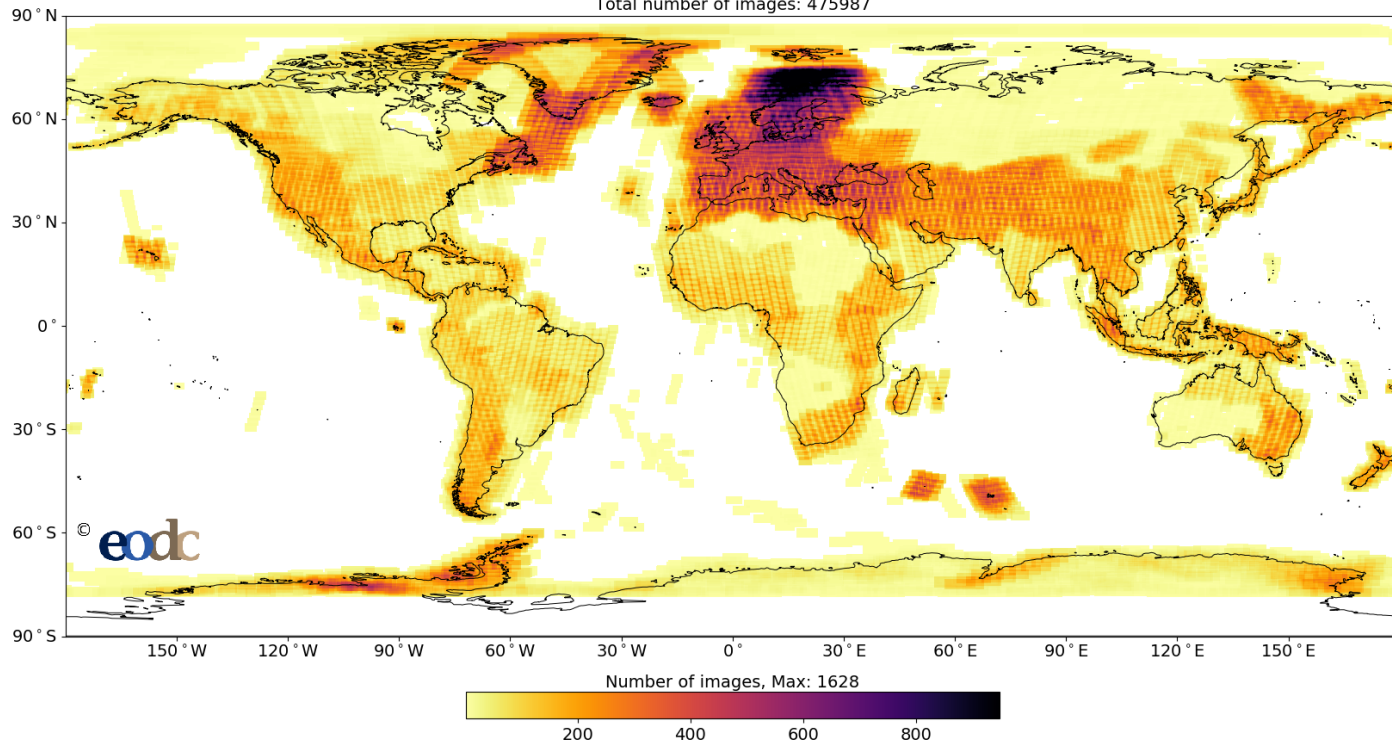 Total number of images: 475987
90°N
60°N
30°N
0°
30°S
60°S
90°S
© eodc
150°W 120°W 90°W 60°W 30°W 0° 30°E 60°E 90°E 120°E 150°E
Number of images, Max: 1628
200 400 600 800